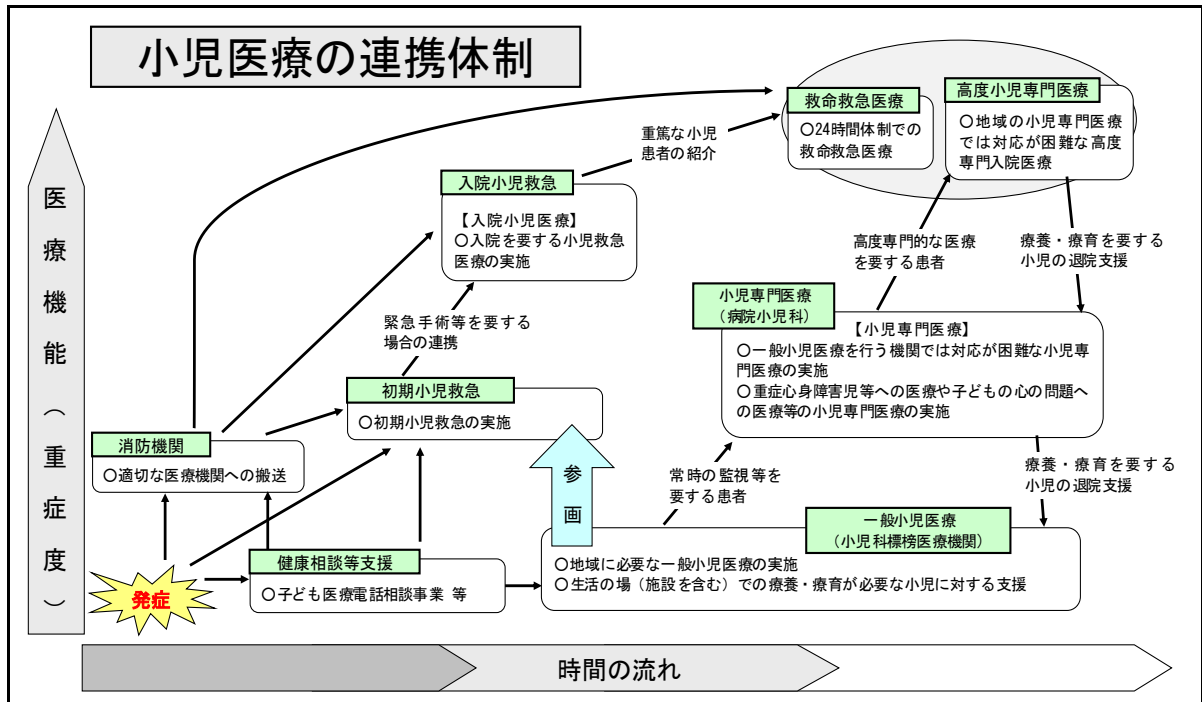 小児医療の連携体制
医療機能（重症度）
救命救急医療
○24時間体制での
救命救急医療
高度小児専門医療
○地域の小児専門医療
では対応が困難な高度
専門入院医療
重篤な小児
患者の紹介
入院小児救急
【入院小児医療】
○入院を要する小児救急
医療の実施
高度専門的な医療
を要する患者
療養・療育を要する
小児の退院支援
小児専門医療
（病院小児科）
【小児専門医療】
○一般小児医療を行う機関では対応が困難な小児専
門医療の実施
○重症心身障害児等への医療や子どもの心の問題へ
の医療等の小児専門医療の実施
緊急手術等を要する
場合の連携
初期小児救急
○初期小児救急の実施
消防機関
○適切な医療機関への搬送
参画
常時の監視等を
要する患者
療養・療育を要する
小児の退院支援
一般小児医療
（小児科標榜医療機関）
○地域に必要な一般小児医療の実施
○生活の場（施設を含む）での療養・療育が必要な小児に対する支援
健康相談等支援
○子ども医療電話相談事業 等
発症
時間の流れ